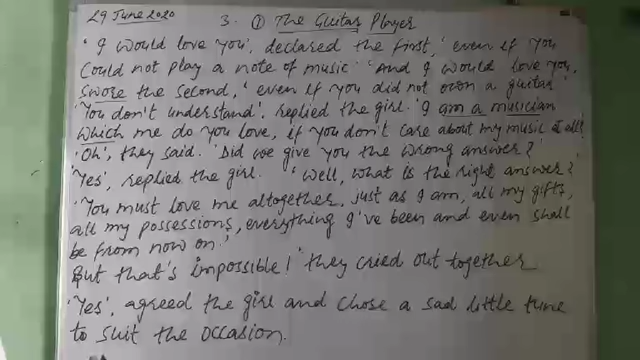 29 June 2020
3. ① The Guitar Player
'I would love you', declared the first, 'even if you
could not play a note of music' 'And I would love you,
swore the second, 'even if you did not own a guitar'
'You don't understand', replied the girl. 'I am a musician
Which me do you love, if you don't care about my music at all?
'Oh', they said. 'Did we give you the wrong answer?'
'Yes', replied the girl. 'Well, what is the right answer?'
'You must love me altogether, just as I am, all my gifts,
all my possessions, everything I've been and even shall
be from now on.'
But that's impossible! they cried out together
'Yes', agreed the girl and chose a sad little tune
to suit the occasion.